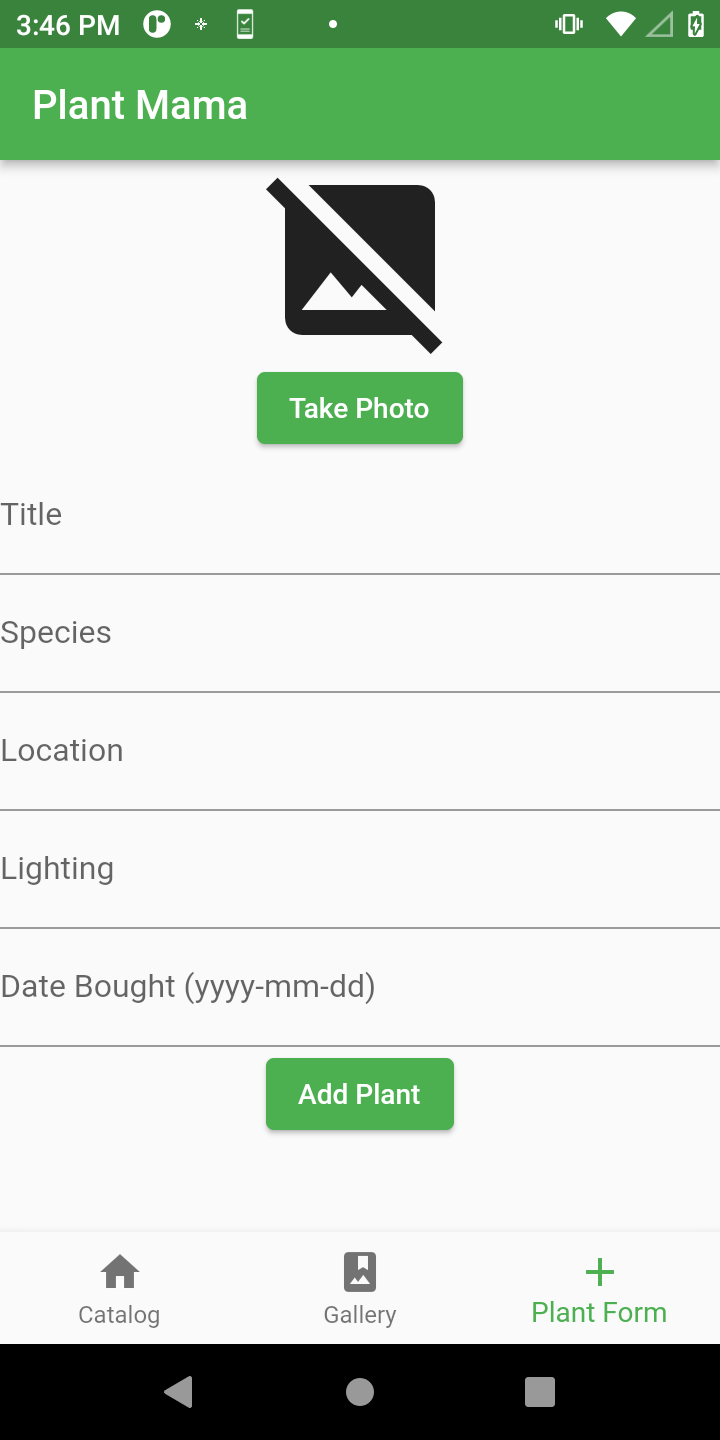 3:46 PM
Plant Mama
Take Photo
Title
Species
Location
Lighting
Date Bought (yyyy-mm-dd)
Add Plant
Catalog
Gallery
Plant Form